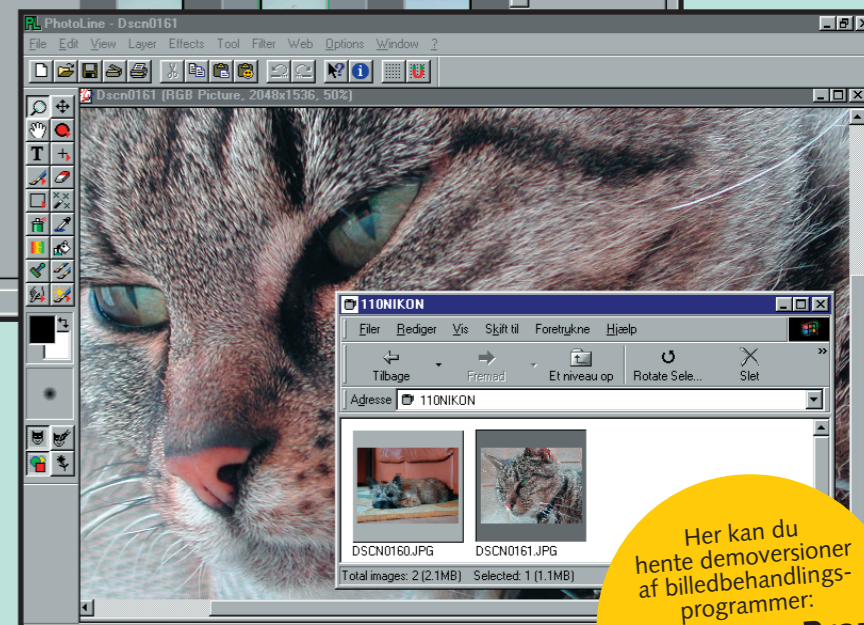 PhotoLine - Dscn0161
File Edit View Layer Effects Tool Filter Web Options Window ?
Dscn0161 (RGB Picture, 2048x1536, 50%)
110NIKON
Filer Rediger Vis Skift til Foretrukne Hjælp
Tilbage Fremad Et niveau op Rotate Sele... Slet
Adresse 110NIKON
DSCN0160.JPG DSCN0161.JPG
Total images: 2 (2.1MB) Selected: 1 (1.1MB)
Her kan du
hente demoversioner
af billedbehandlings-
programmer: